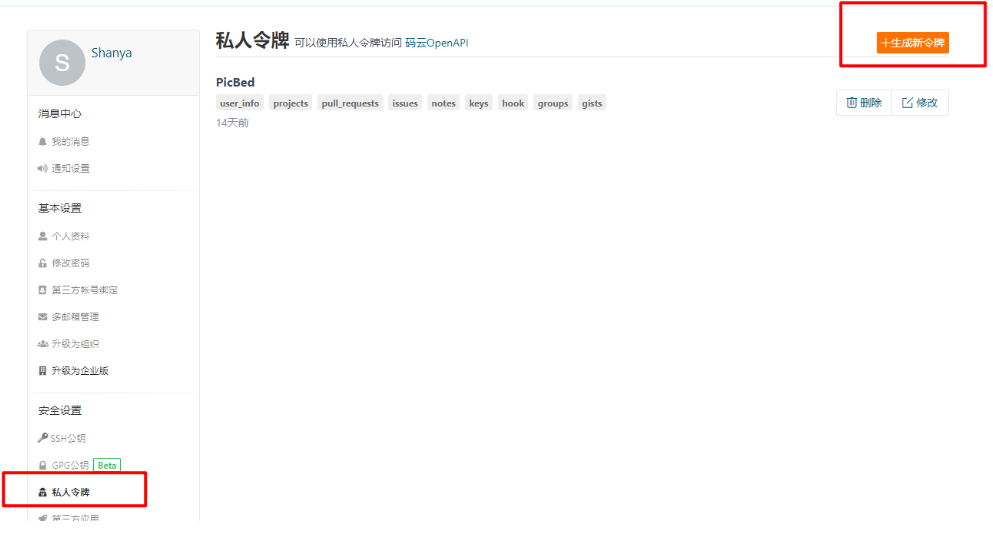 S
Shanya
消息中心
我的消息
通知设置
基本设置
个人资料
修改密码
第三方帐号绑定
多邮箱管理
升级为组织
升级为企业版
安全设置
SSH公钥
GPG公钥 Beta
私人令牌
第三方应用
私人令牌 可以使用私人令牌访问 码云OpenAPI
+生成新令牌
PicBed
user_info projects pull_requests issues notes keys hook groups gists
14天前
删除 修改